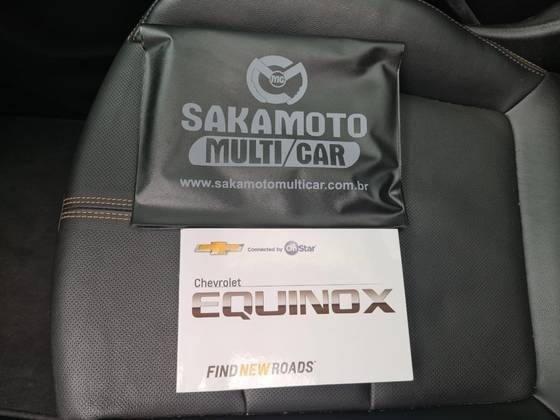 MC
SAKAMOTO
MULTI/CAR
www.sakamotomulticar.com.br
Connected by OnStar
Chevrolet
EQUINOX
FIND NEW ROADS